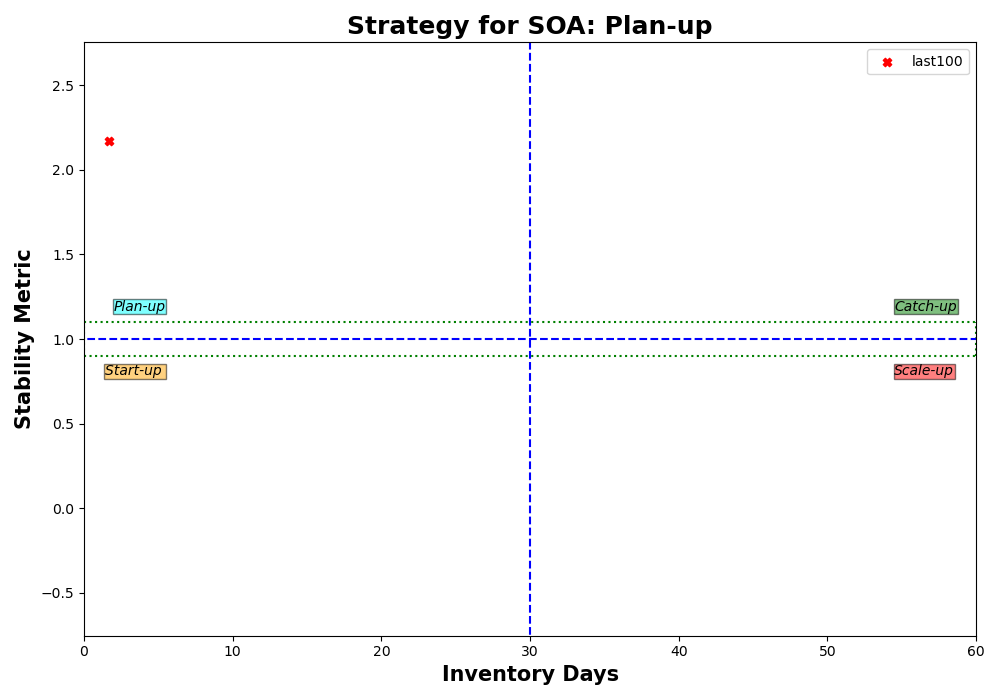 Strategy for SOA: Plan-up
last100
2.5
2.0
1.5
Plan-up
Catch-up
1.0
Start-up
Scale-up
0.5
0.0
−0.5
Stability Metric
0
10
20
30
40
50
60
Inventory Days